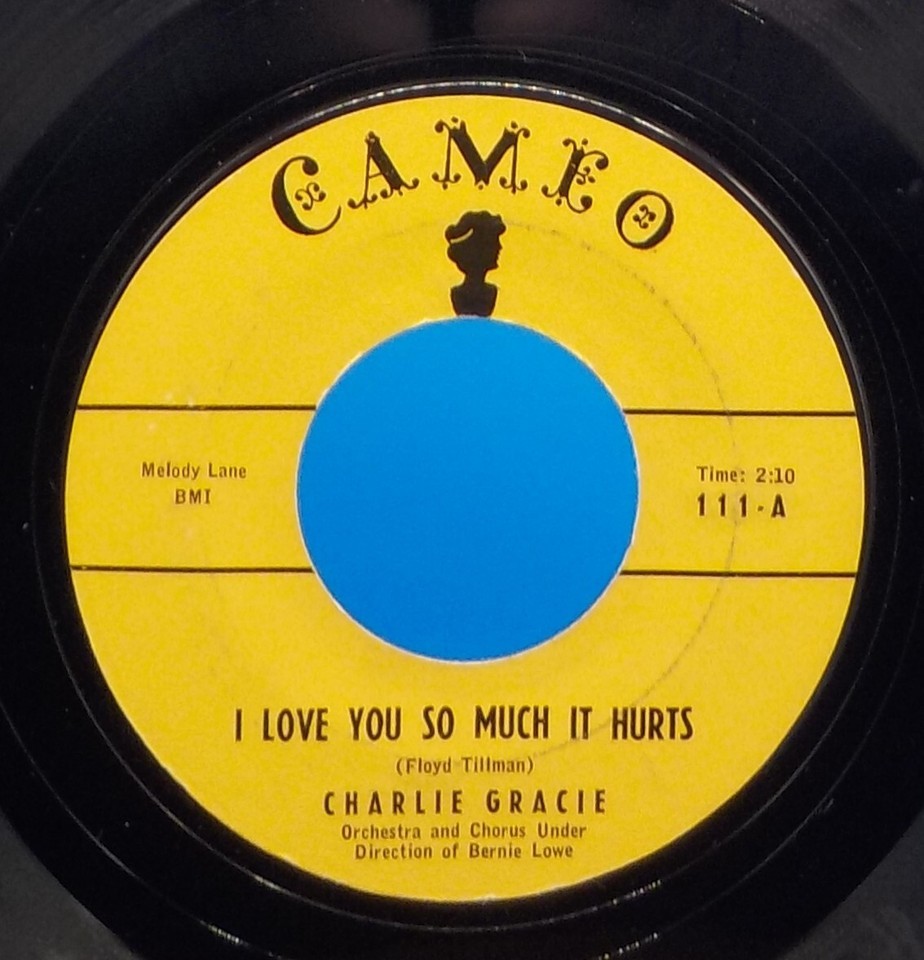 CAMEO
Melody Lane
BMI
Time: 2:10
111-A
I LOVE YOU SO MUCH IT HURTS
(Floyd Tillman)
CHARLIE GRACIE
Orchestra and Chorus Under
Direction of Bernie Lowe